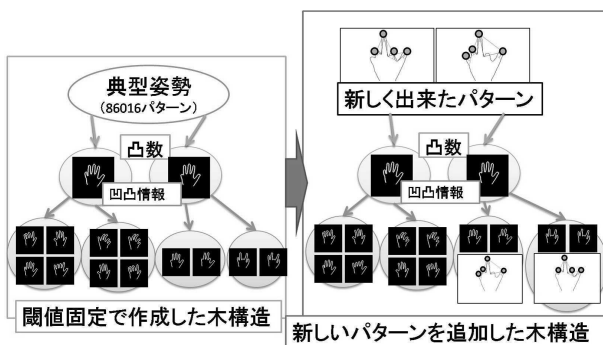 典型姿勢
(86016パターン)
凸数
凹凸情報
閾値固定で作成した木構造
新しく出来たパターン
凸数
凹凸情報
新しいパターンを追加した木構造